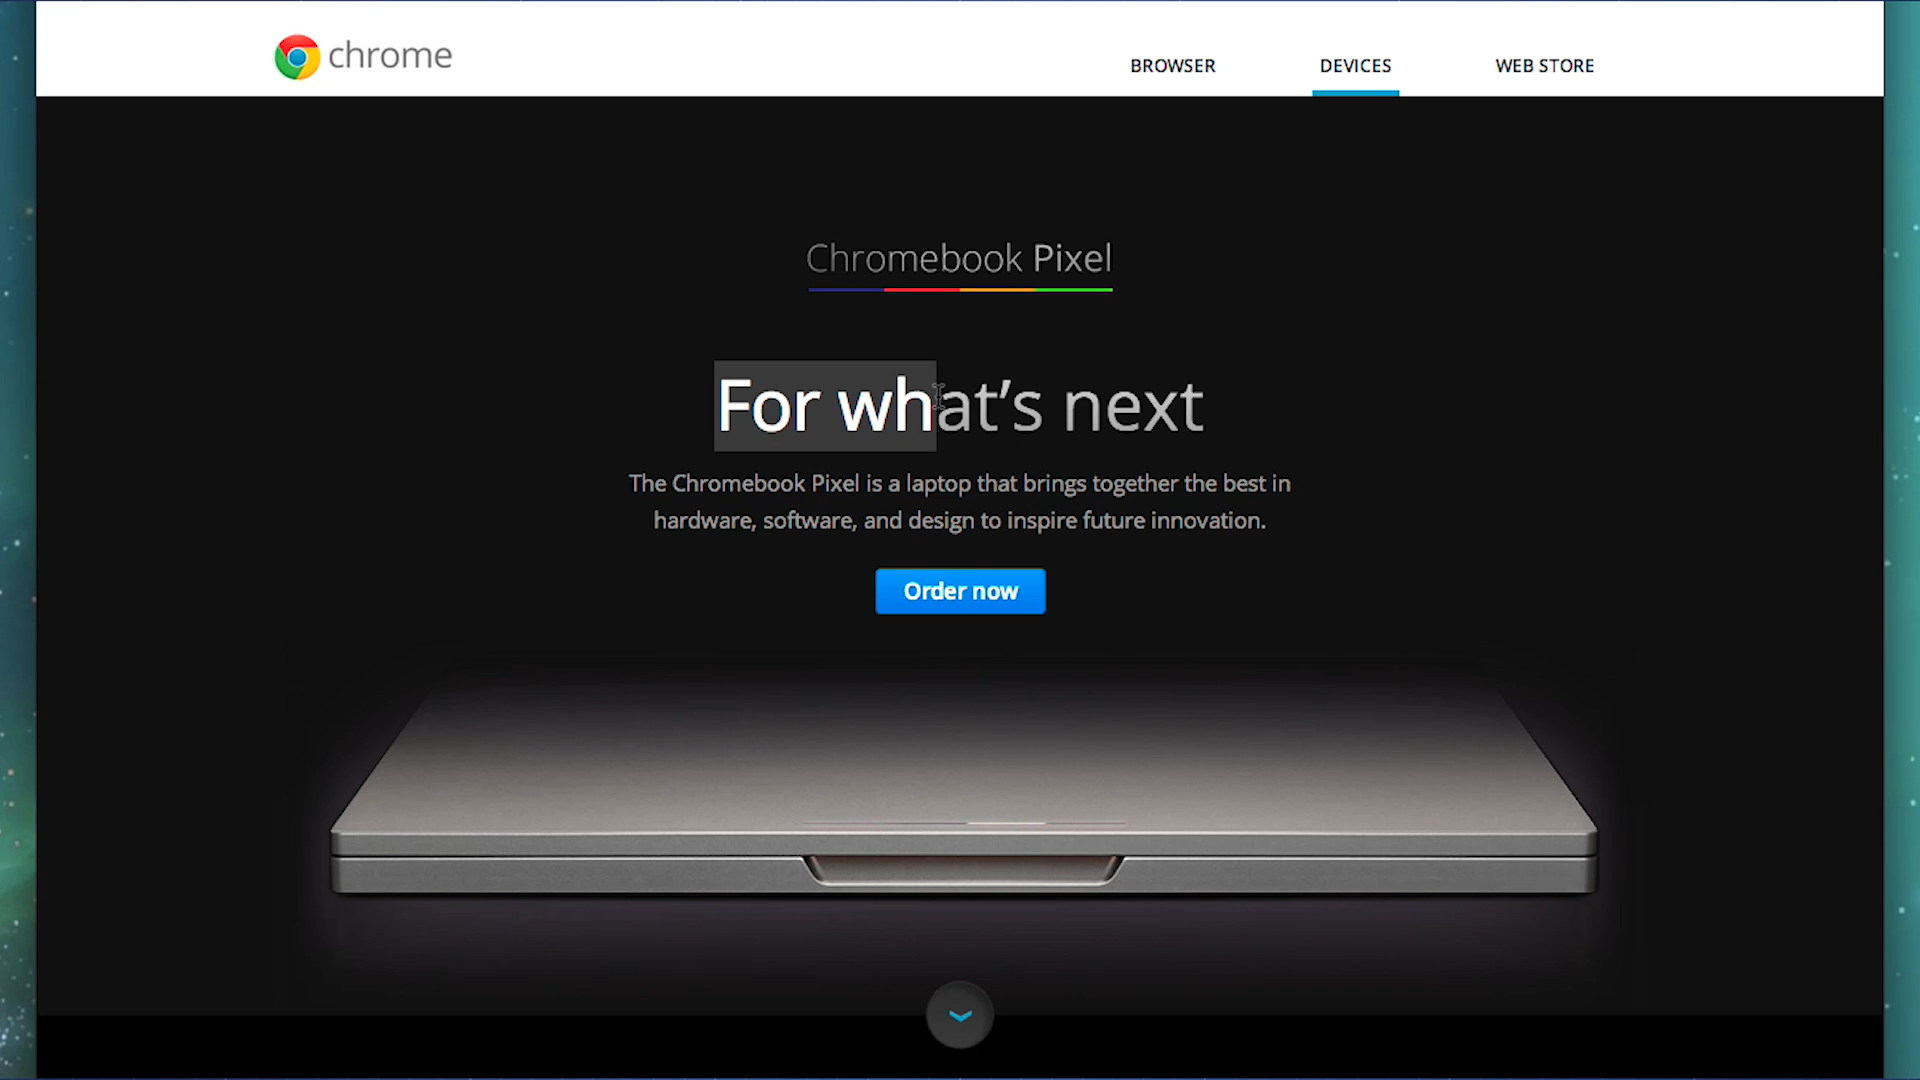 chrome
BROWSER
DEVICES
WEB STORE
Chromebook Pixel
For what’s next
The Chromebook Pixel is a laptop that brings together the best in
hardware, software, and design to inspire future innovation.
Order now